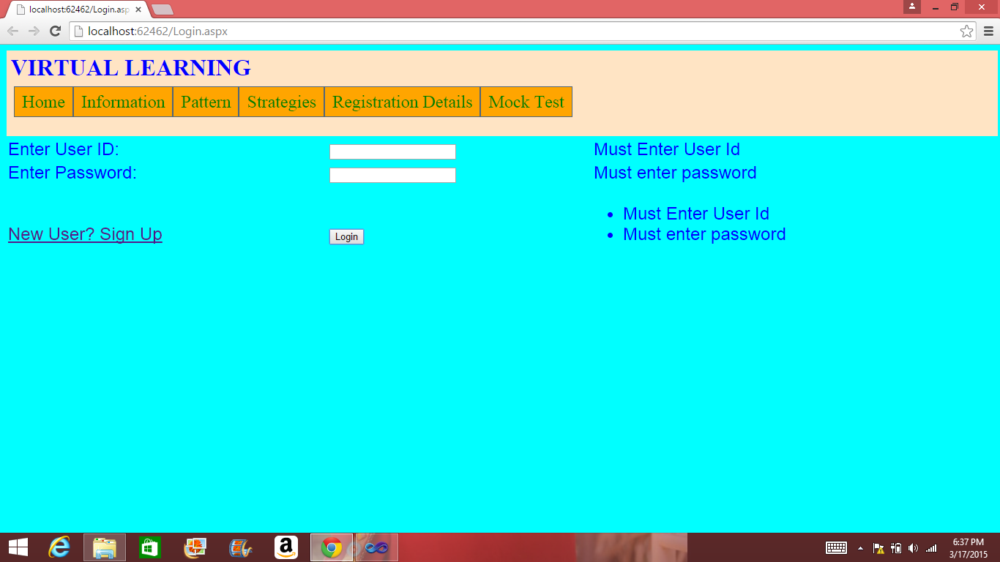 localhost:62462/Login.asp
localhost:62462/Login.aspx
VIRTUAL LEARNING
Home Information Pattern Strategies Registration Details Mock Test
Enter User ID: Must Enter User Id
Enter Password: Must enter password
• Must Enter User Id
New User? Sign Up Login • Must enter password
6:37 PM
3/17/2015